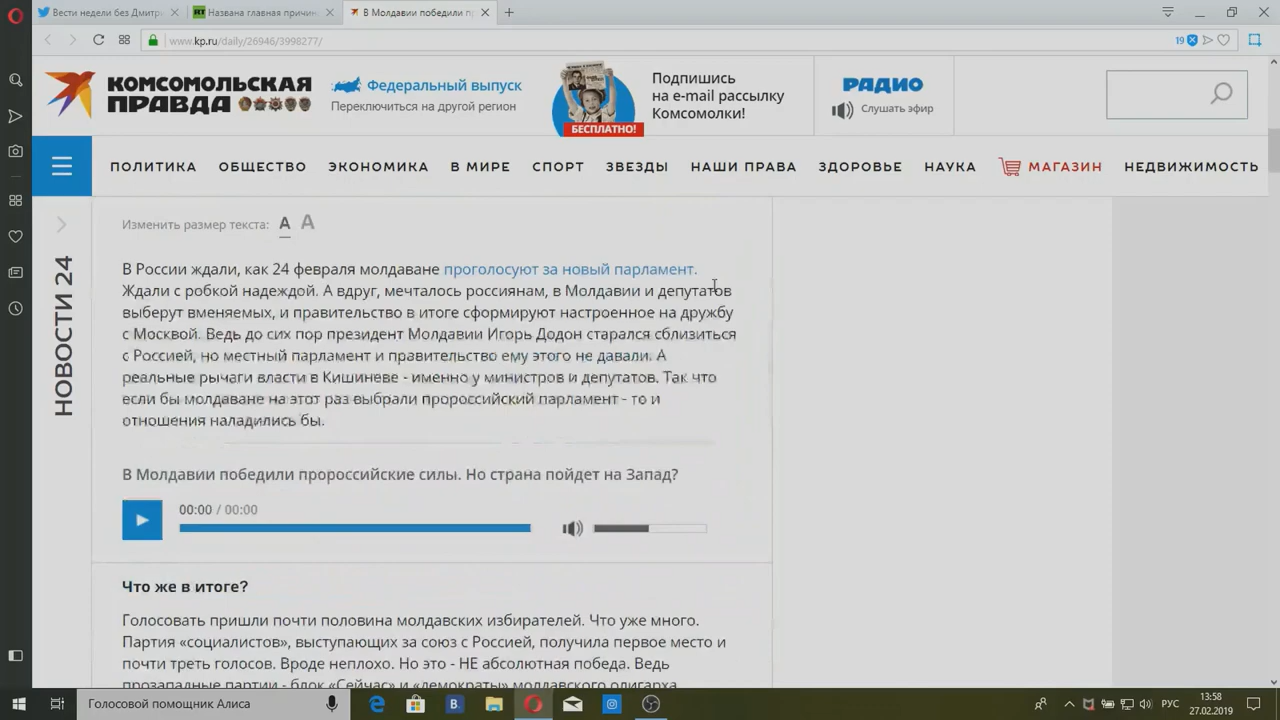 Вести недели без Дмитр
Названа главная причин
В Молдавии победили п
www.kp.ru/daily/26946/3998277/
19
КОМСОМОЛЬСКАЯ
ПРАВДА
Федеральный выпуск
Переключиться на другой регион
БЕСПЛАТНО!
Подпишись
на e-mail рассылку
Комсомолки!
РАДИО
Слушать эфир
ПОЛИТИКА ОБЩЕСТВО ЭКОНОМИКА В МИРЕ СПОРТ ЗВЕЗДЫ НАШИ ПРАВА ЗДОРОВЬЕ НАУКА МАГАЗИН НЕДВИЖИМОСТЬ
НОВОСТИ 24
Изменить размер текста: A A
В России ждали, как 24 февраля молдаване проголосуют за новый парламент.
Ждали с робкой надеждой. А вдруг, мечталось россиянам, в Молдавии и депутатов
выберут вменяемых, и правительство в итоге сформируют настроенное на дружбу
с Москвой. Ведь до сих пор президент Молдавии Игорь Додон старался сблизиться
с Россией, но местный парламент и правительство ему этого не давали. А
реальные рычаги власти в Кишиневе - именно у министров и депутатов. Так что
если бы молдаване на этот раз выбрали пророссийский парламент - то и
отношения наладились бы.
В Молдавии победили пророссийские силы. Но страна пойдет на Запад?
00:00 / 00:00
Что же в итоге?
Голосовать пришли почти половина молдавских избирателей. Что уже много.
Партия «социалистов», выступающих за союз с Россией, получила первое место и
почти треть голосов. Вроде неплохо. Но это - НЕ абсолютная победа. Ведь
прозападные партии - блок «Сейчас» и «демократы» молдавского олигарха
Голосовой помощник Алиса
РУС
13:58
27.02.2019